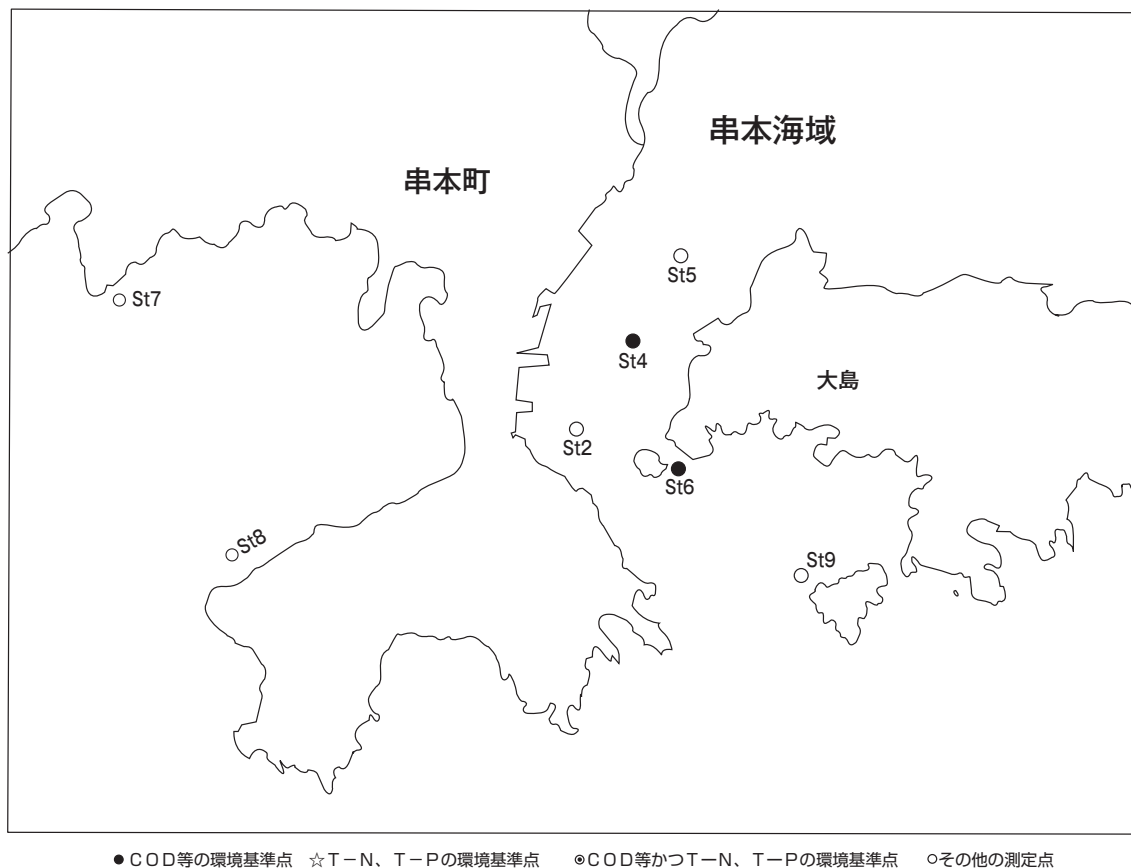 串本海域
串本町
St5
St7
St4
大島
St2
St6
St8
St9
●COD等の環境基準点 ☆T−N、T−Pの環境基準点 ◉COD等かつT−N、T−Pの環境基準点 ○その他の測定点